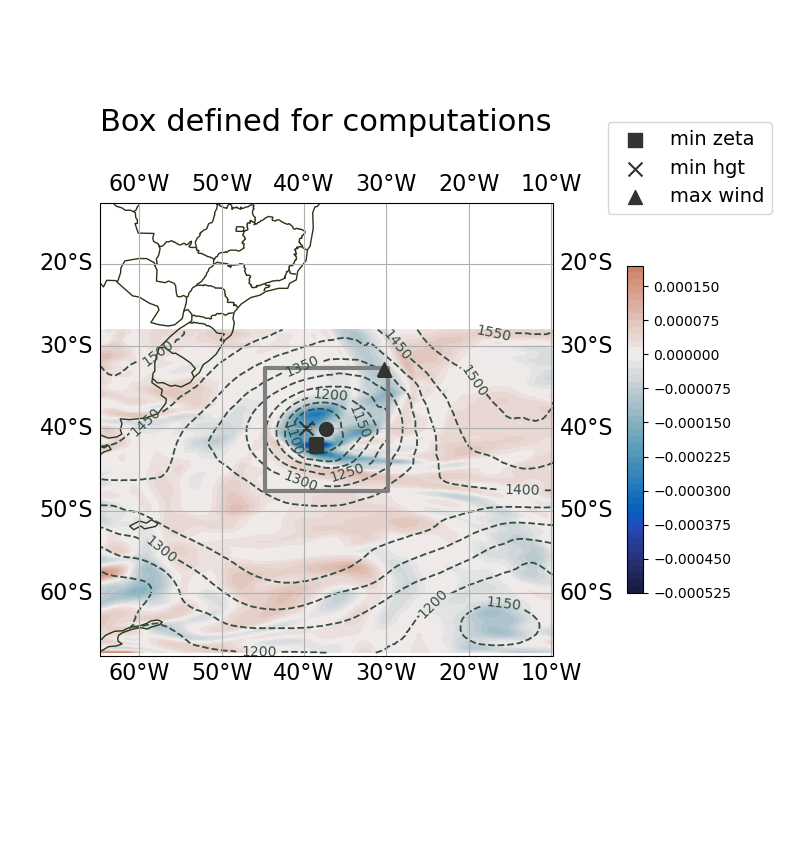 Box defined for computations
min zeta
min hgt
max wind
60°W 50°W 40°W 30°W 20°W 10°W
20°S 20°S
30°S 30°S
40°S 40°S
50°S 50°S
60°S 60°S
60°W 50°W 40°W 30°W 20°W 10°W
0.000150
0.000075
0.000000
−0.000075
−0.000150
−0.000225
−0.000300
−0.000375
−0.000450
−0.000525
1550
1500
1450
1350
1500
1200
1450
1150
1100
1250
1300
1400
1300
1200
1150
1200